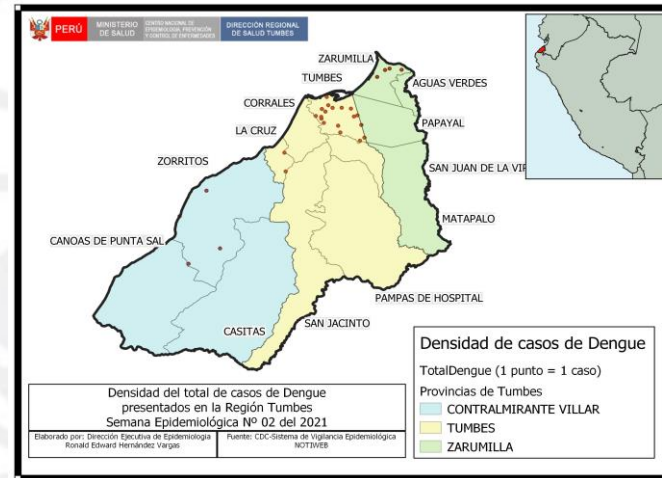 PERÚ
MINISTERIO
DE SALUD
CENTRO NACIONAL DE
EPIDEMIOLOGÍA, PREVENCIÓN
Y CONTROL DE ENFERMEDADES
DIRECCIÓN REGIONAL
DE SALUD TUMBES
ZARUMILLA
TUMBES
AGUAS VERDES
CORRALES
PAPAYAL
LA CRUZ
ZORRITOS
SAN JUAN DE LA VIR
MATAPALO
CANOAS DE PUNTA SAL
PAMPAS DE HOSPITAL
SAN JACINTO
CASITAS
Densidad de casos de Dengue
TotalDengue (1 punto = 1 caso)
Provincias de Tumbes
CONTRALMIRANTE VILLAR
TUMBES
ZARUMILLA
Densidad del total de casos de Dengue
presentados en la Región Tumbes
Semana Epidemiológica Nº 02 del 2021
Elaborado por: Dirección Ejecutiva de Epidemiologia
Ronald Edward Hernández Vargas
Fuente: CDC-Sistema de Vigilancia Epidemiológica
NOTIWEB